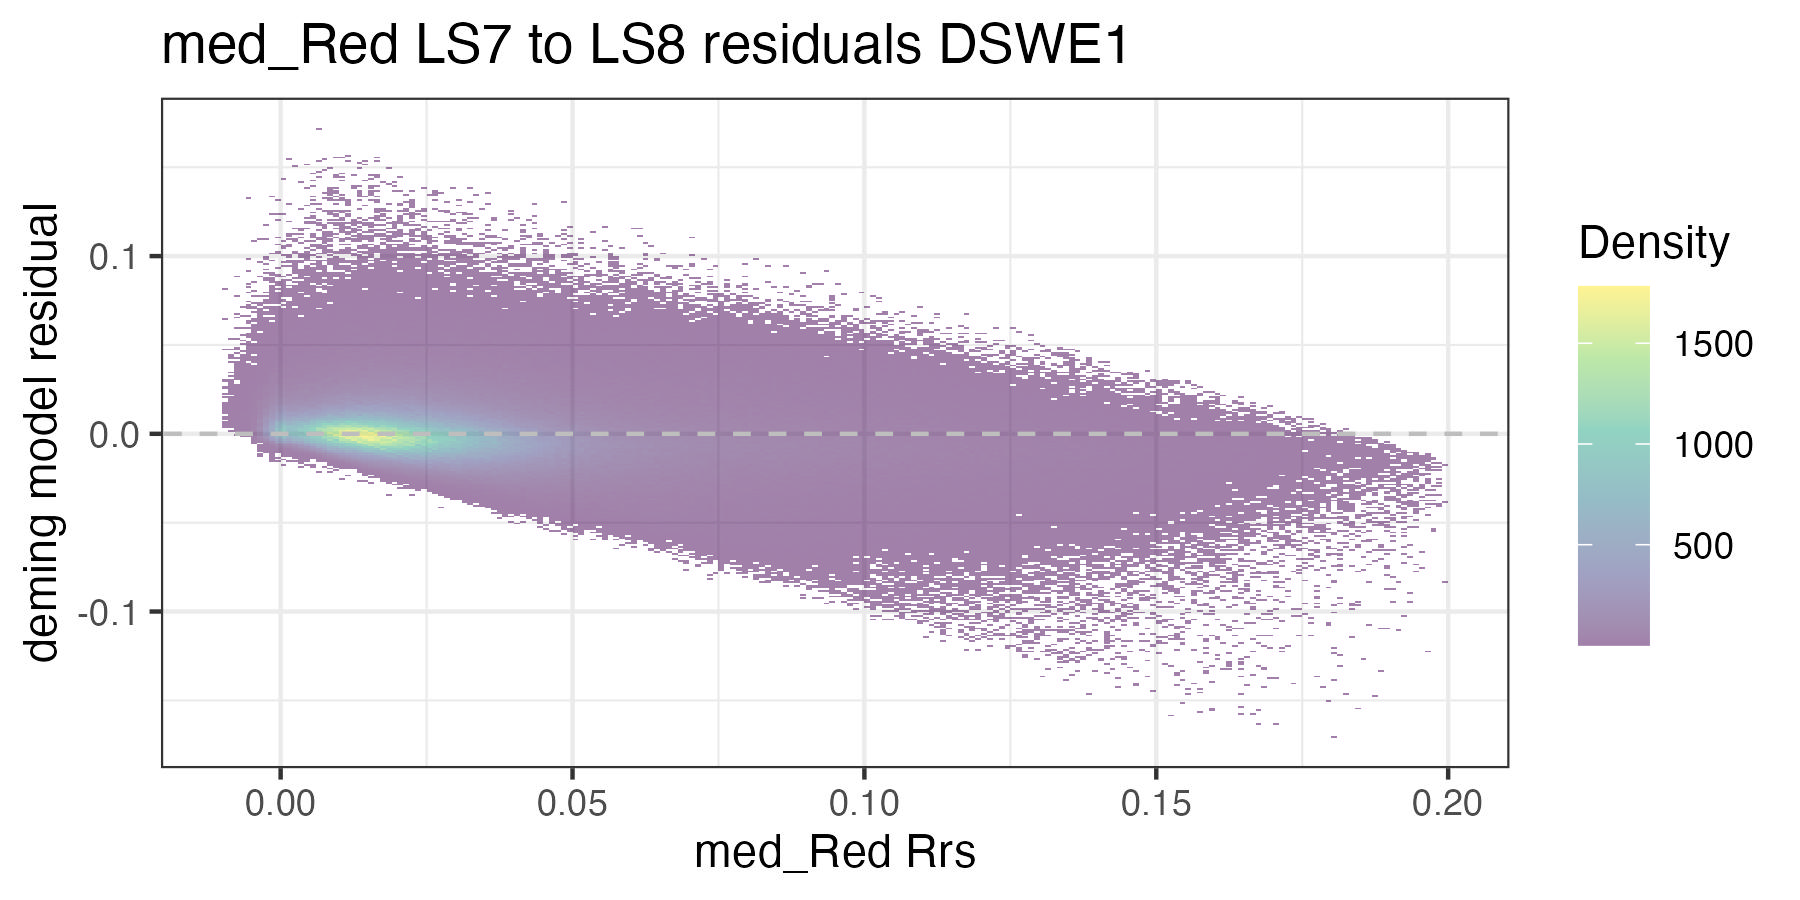 med_Red LS7 to LS8 residuals DSWE1
deming model residual
0.1
0.0
-0.1
0.00 0.05 0.10 0.15 0.20
med_Red Rrs
Density
1500
1000
500